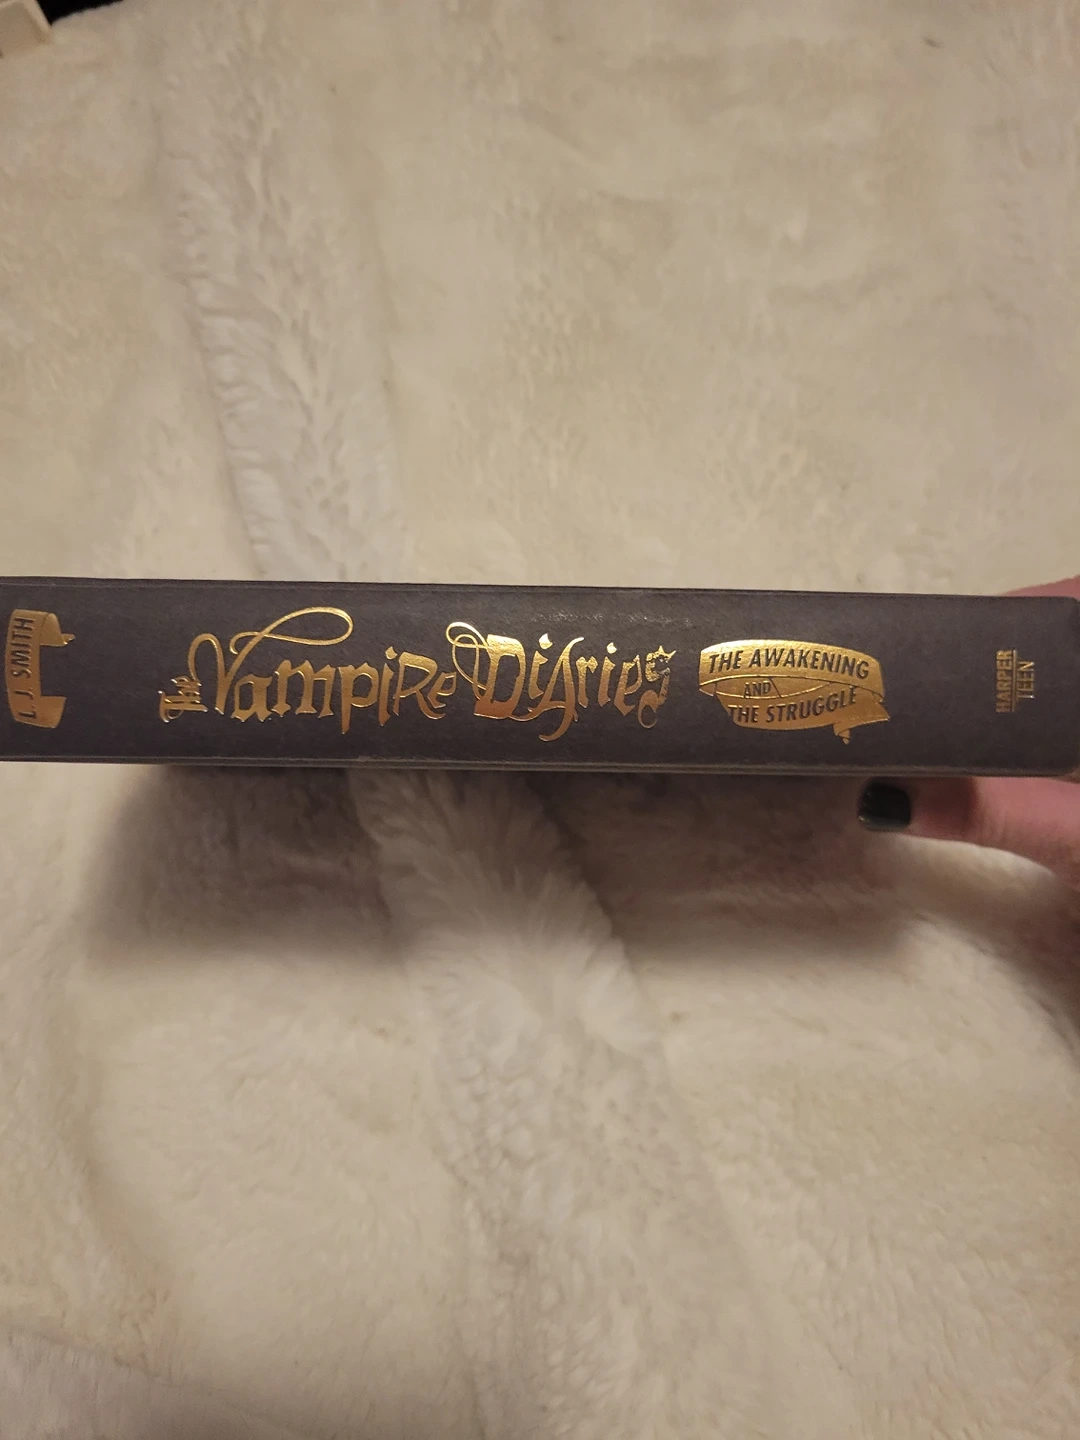 L. J. SMITH
The Vampire Diaries
THE AWAKENING
AND
THE STRUGGLE
HARPER
TEEN